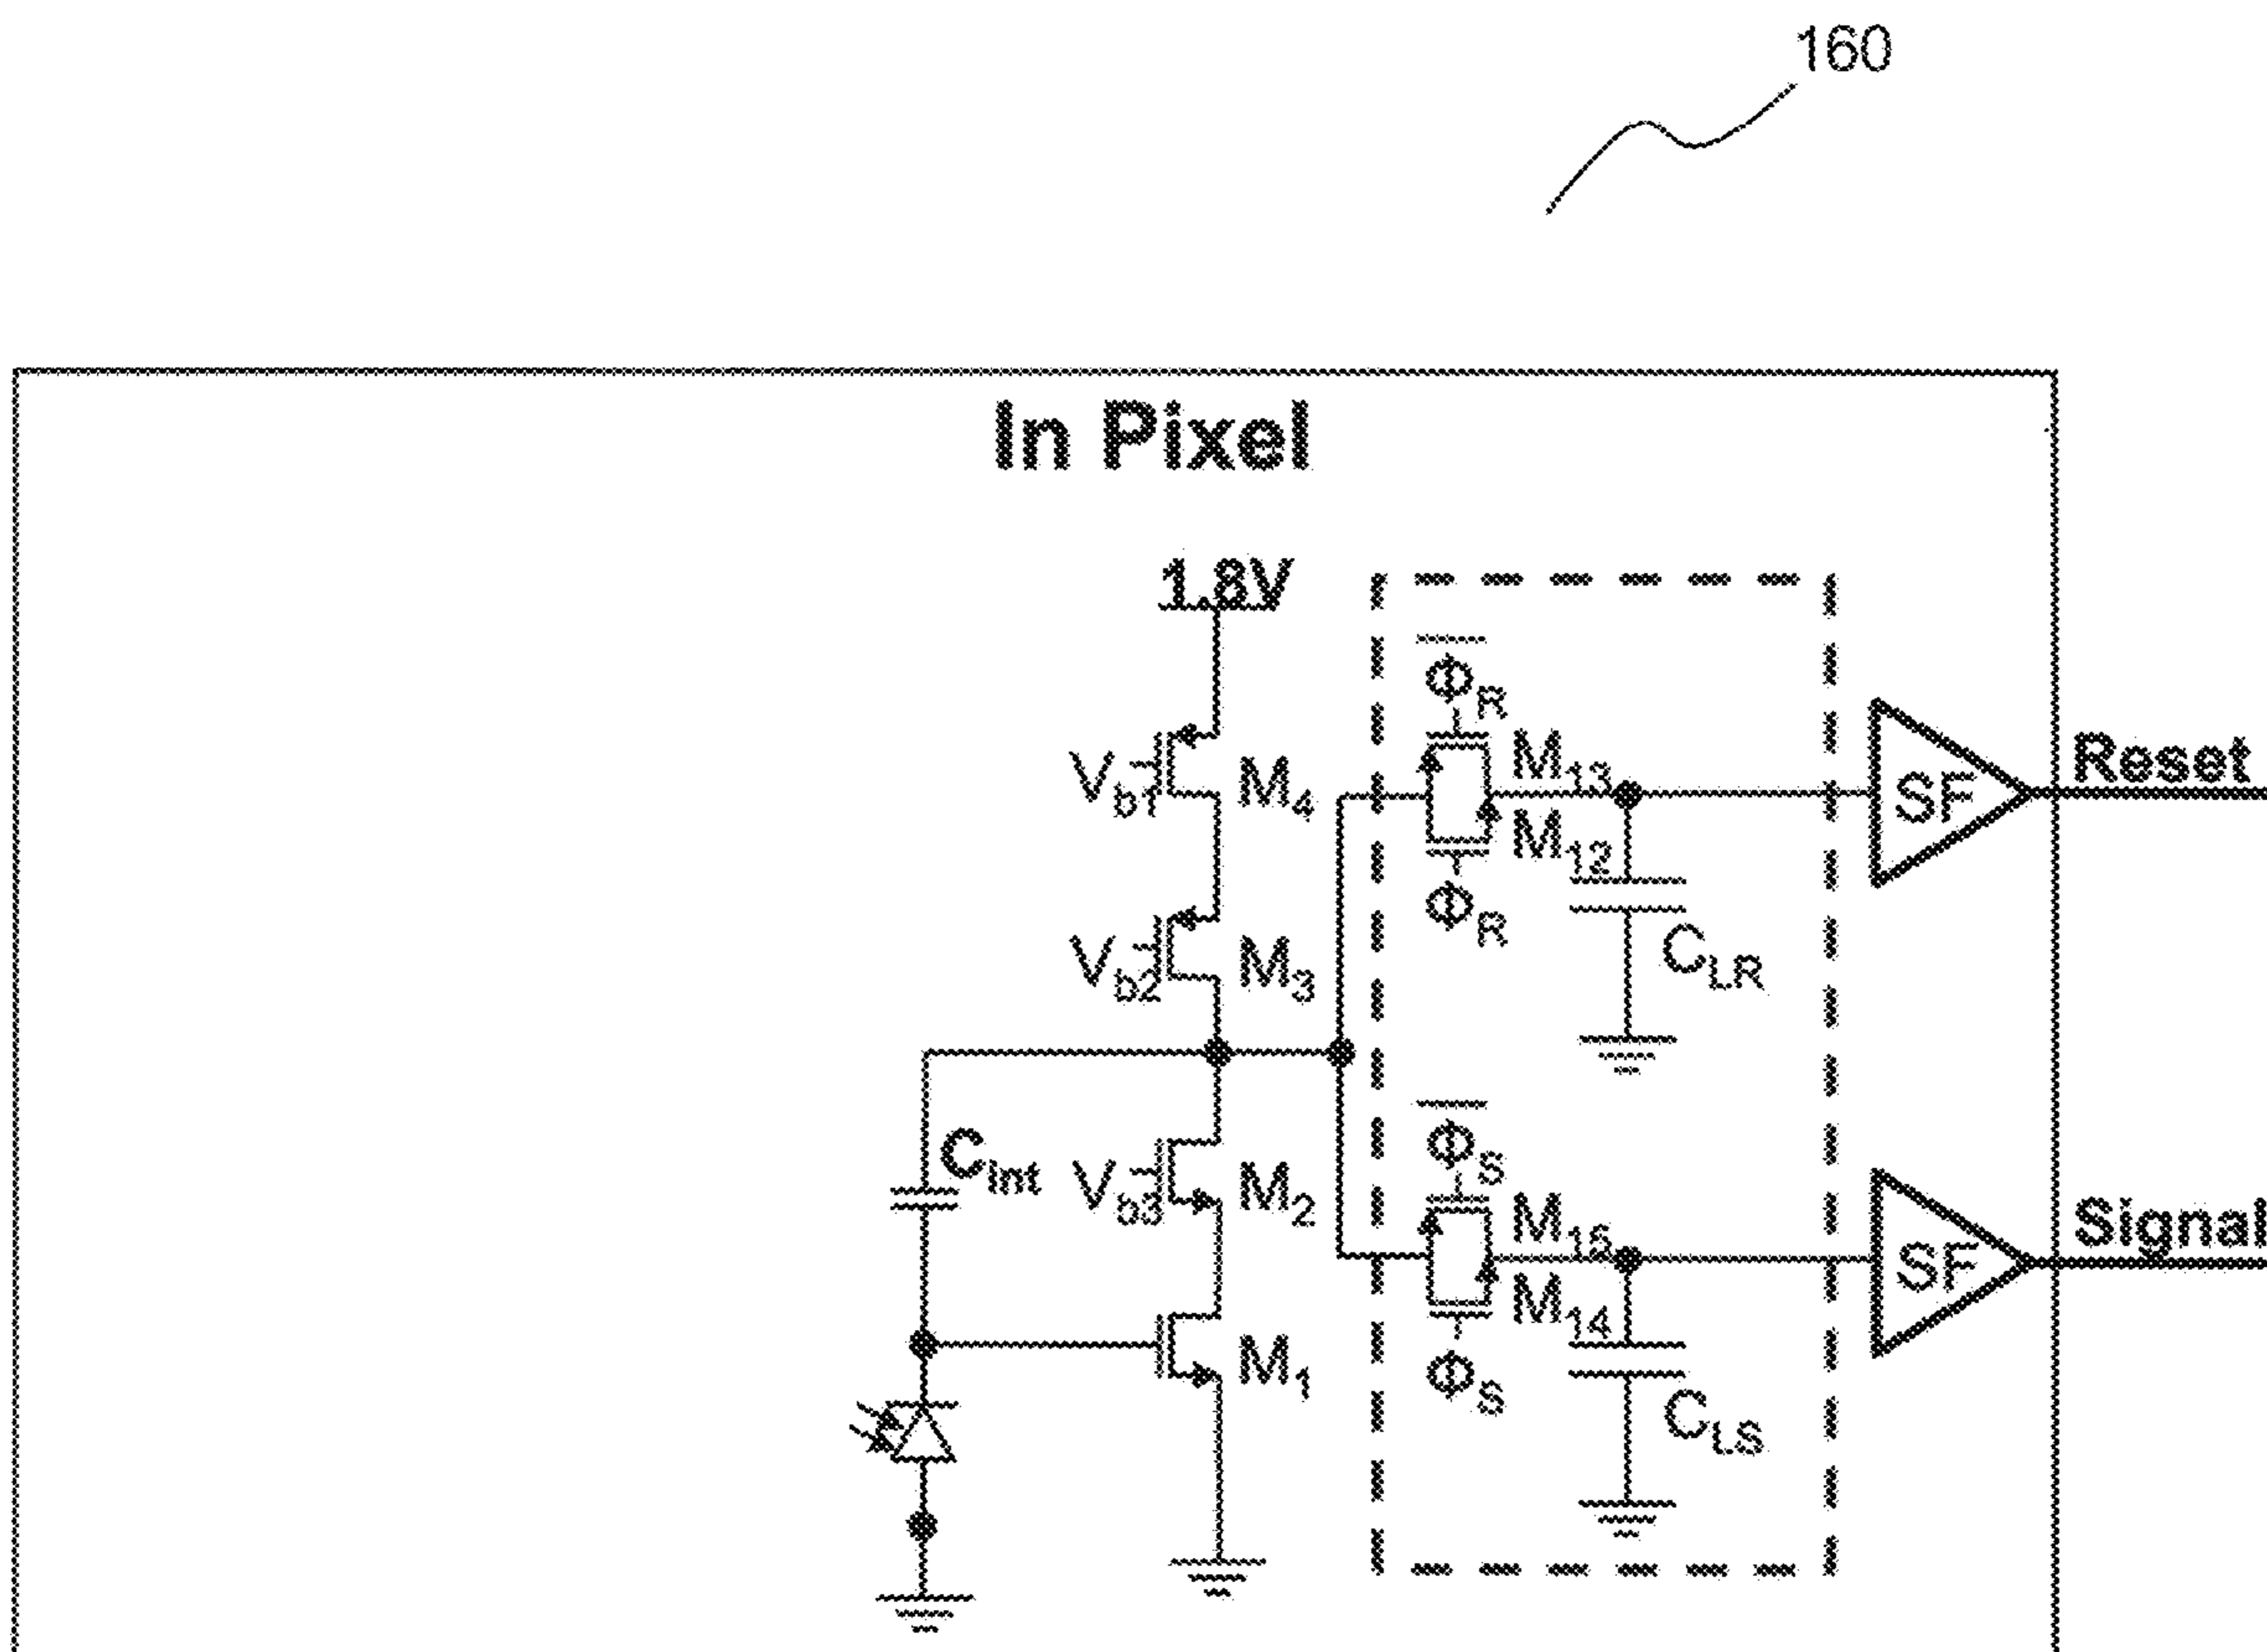 160
In Pixel
1.8V
Φ̅R
Vb1
M4
M13
SF
Reset
M12
ΦR
Vb2
M3
CLR
Φ̅S
Cint
Vb3
M2
M15
SF
Signal
M14
M1
ΦS
CLS